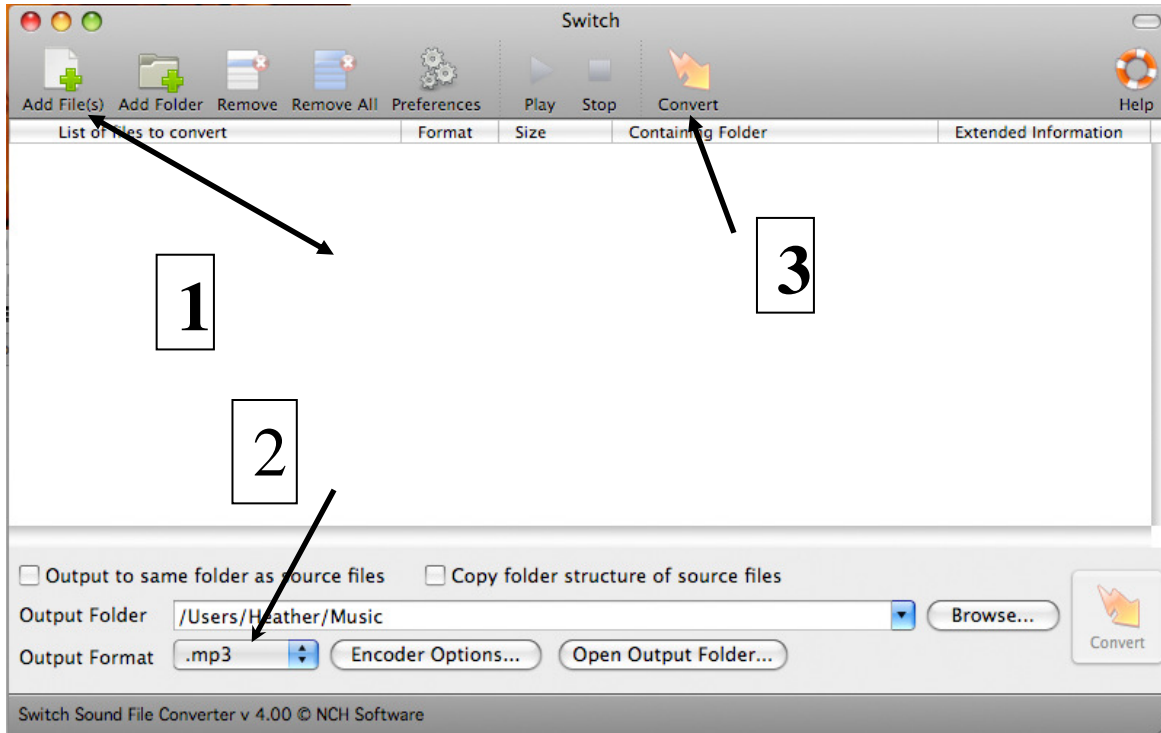 Switch
Add File(s) Add Folder Remove Remove All Preferences Play Stop Convert Help
List of files to convert Format Size Containing Folder Extended Information
1
3
2
Output to same folder as source files Copy folder structure of source files
Output Folder /Users/Heather/Music Browse...
Convert
Output Format .mp3 Encoder Options... Open Output Folder...
Switch Sound File Converter v 4.00 © NCH Software